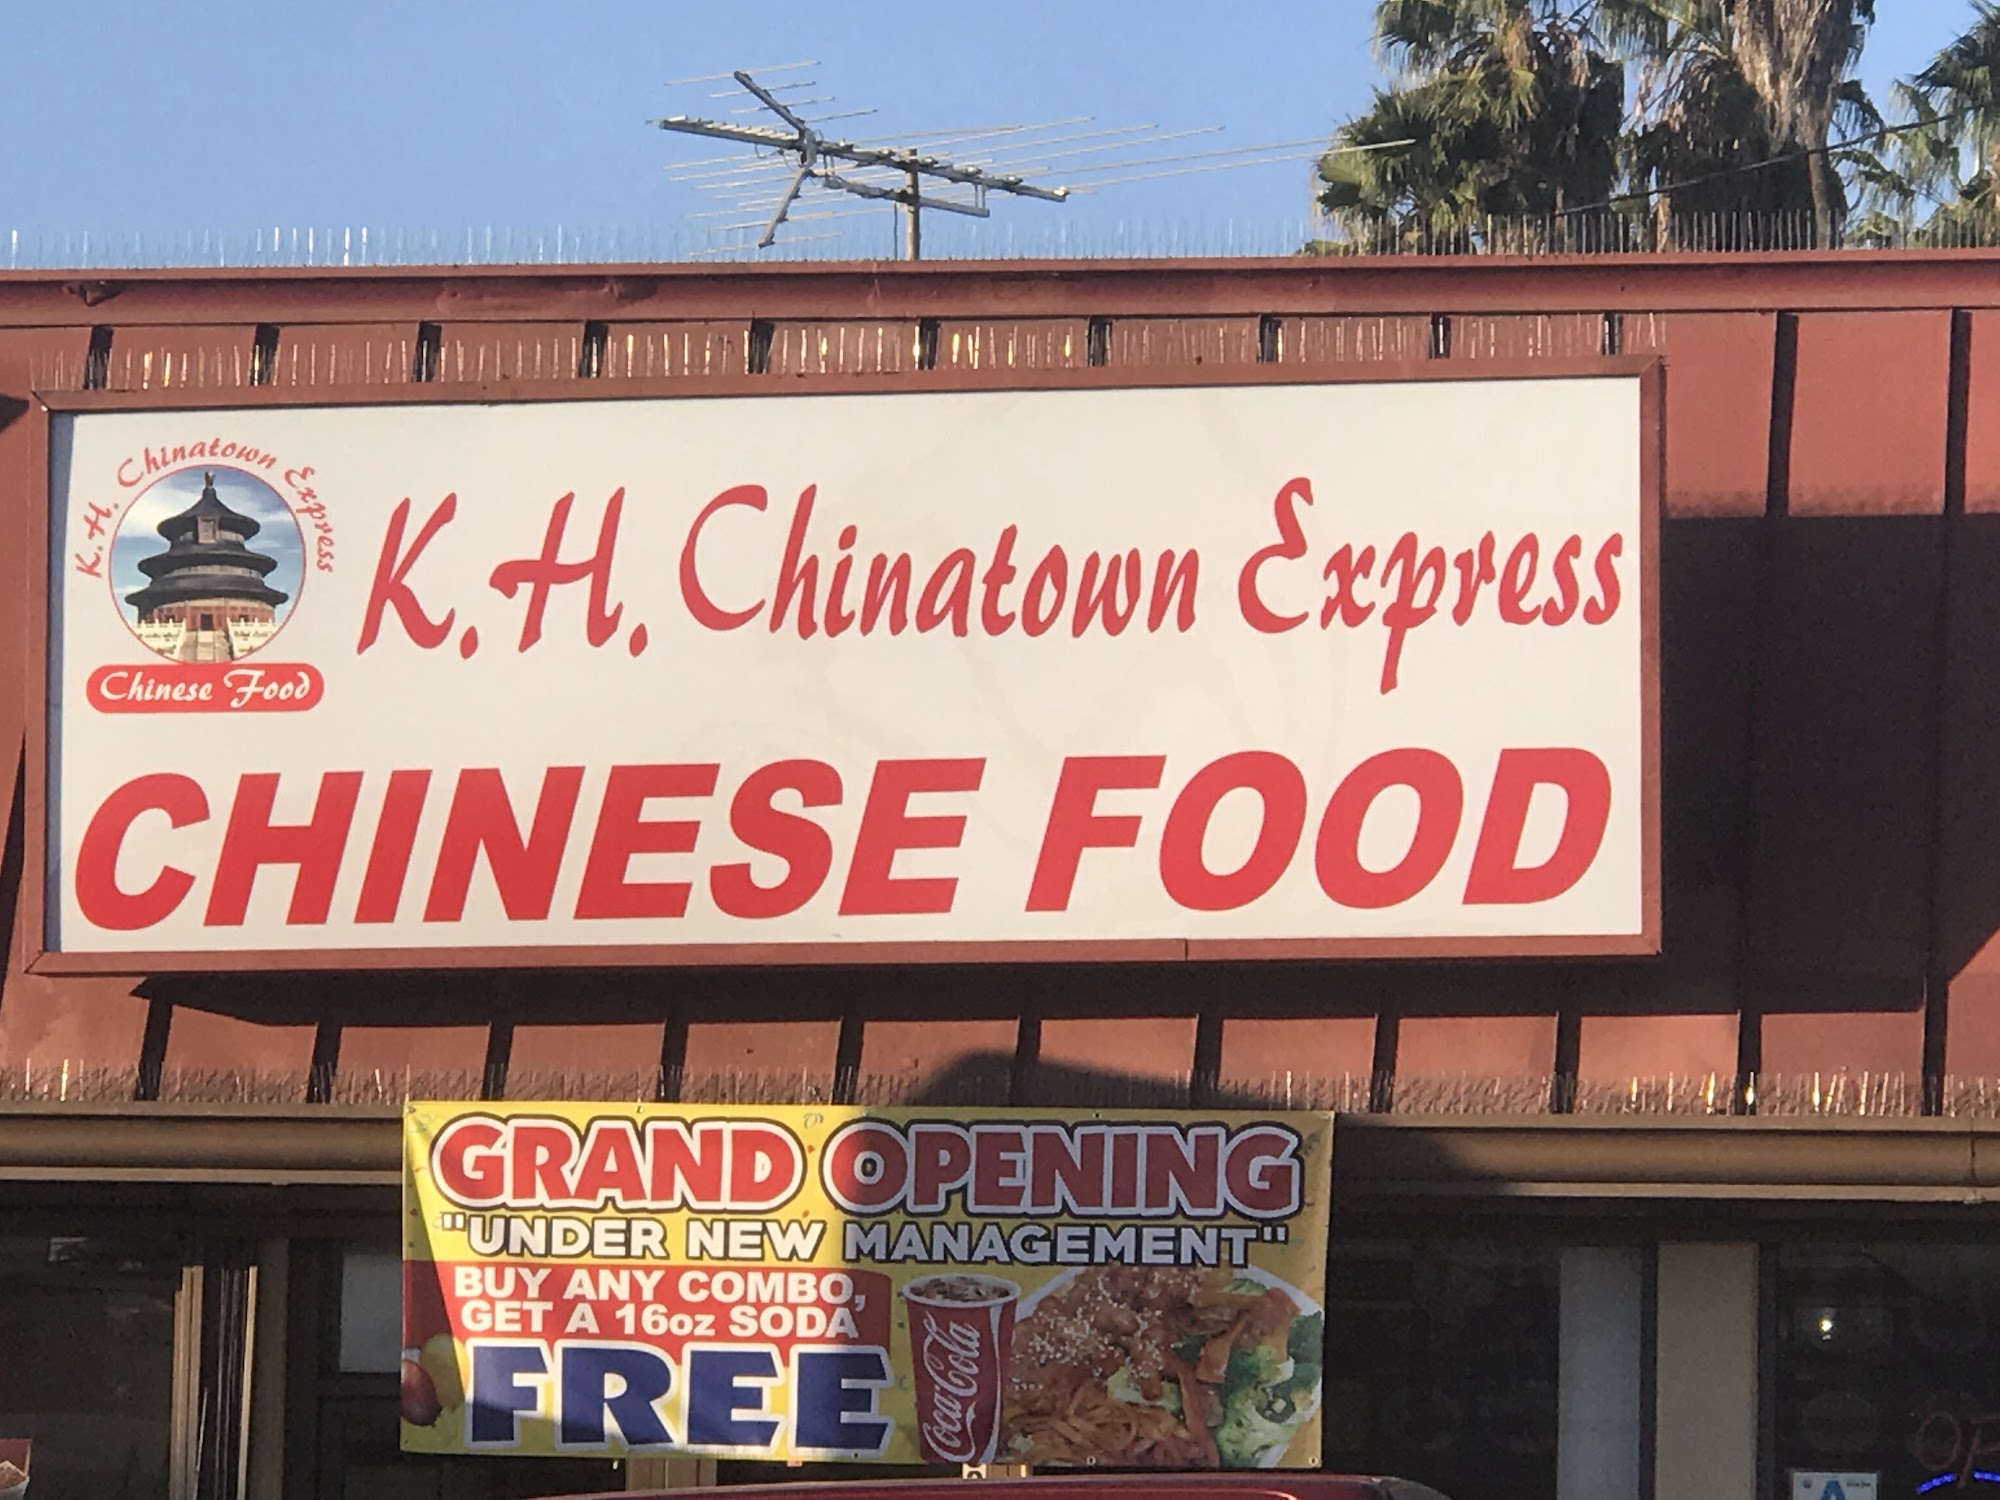 K. H. Chinatown Express
Chinese Food
K. H. Chinatown Express
CHINESE FOOD
GRAND OPENING
"UNDER NEW MANAGEMENT"
BUY ANY COMBO,
GET A 16oz SODA
FREE
Coca-Cola
A